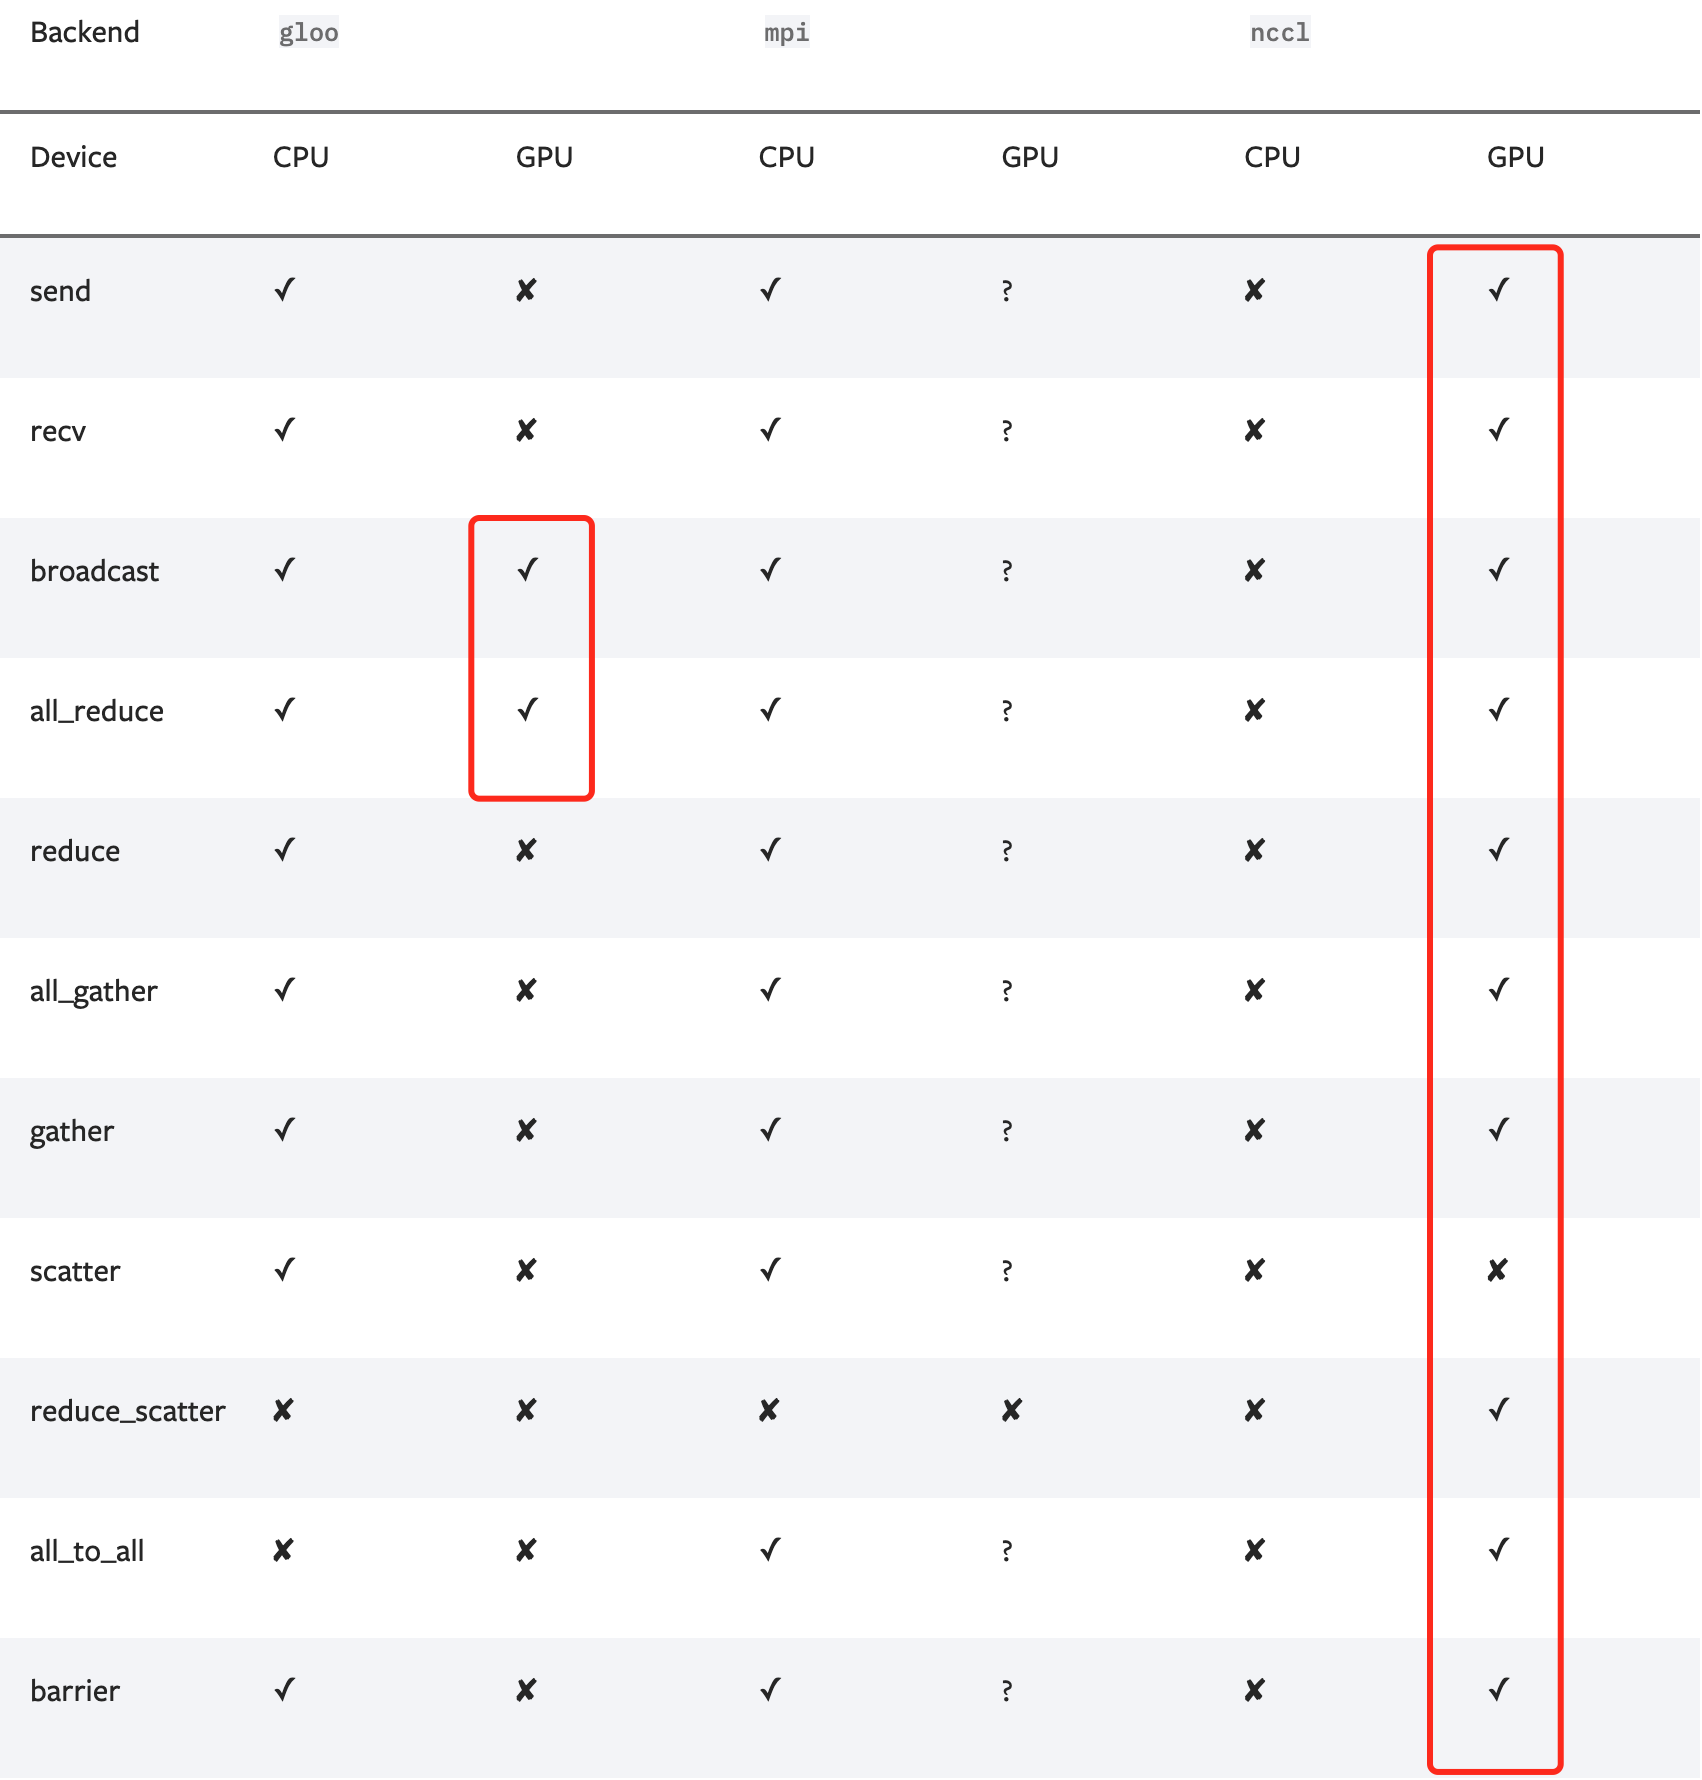 Backend gloo mpi nccl
Device CPU GPU CPU GPU CPU GPU
send ✓ ✘ ✓ ? ✘ ✓
recv ✓ ✘ ✓ ? ✘ ✓
broadcast ✓ ✓ ✓ ? ✘ ✓
all_reduce ✓ ✓ ✓ ? ✘ ✓
reduce ✓ ✘ ✓ ? ✘ ✓
all_gather ✓ ✘ ✓ ? ✘ ✓
gather ✓ ✘ ✓ ? ✘ ✓
scatter ✓ ✘ ✓ ? ✘ ✘
reduce_scatter ✘ ✘ ✘ ✘ ✘ ✓
all_to_all ✘ ✘ ✓ ? ✘ ✓
barrier ✓ ✘ ✓ ? ✘ ✓